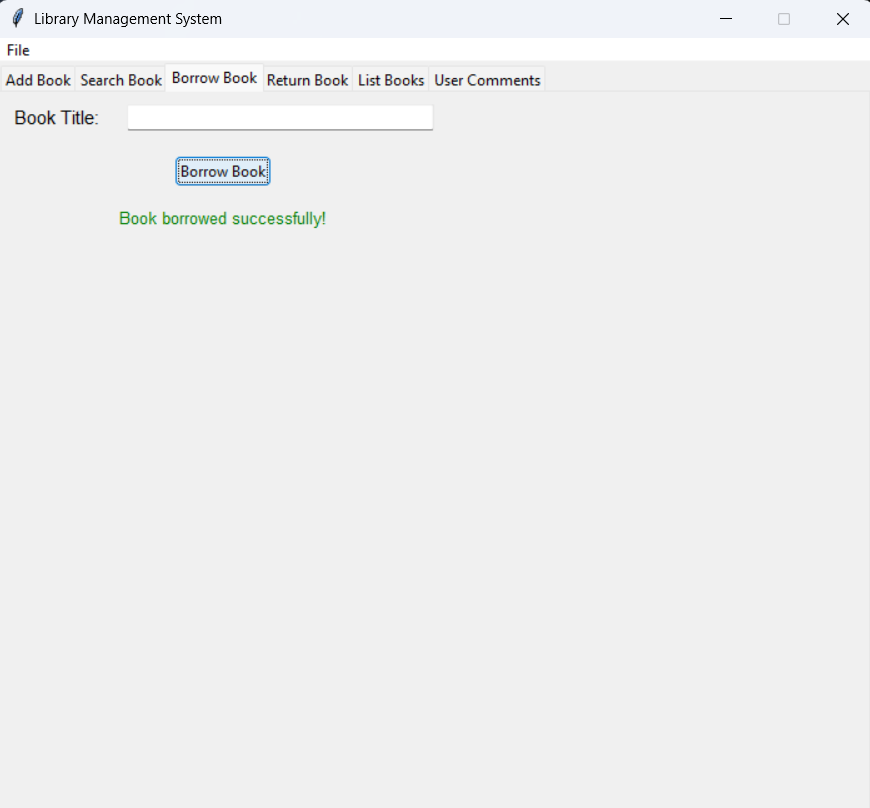 Library Management System
File
Add Book Search Book Borrow Book Return Book List Books User Comments
Book Title:
Borrow Book
Book borrowed successfully!